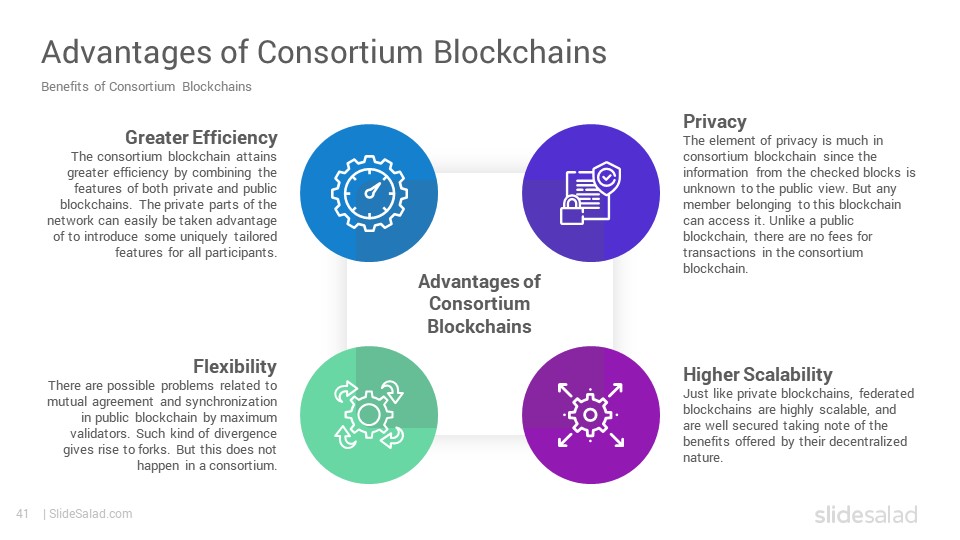 Advantages of Consortium Blockchains
Benefits of Consortium Blockchains
Greater Efficiency
The consortium blockchain attains
greater efficiency by combining the
features of both private and public
blockchains. The private parts of the
network can easily be taken advantage
of to introduce some uniquely tailored
features for all participants.
Privacy
The element of privacy is much in
consortium blockchain since the
information from the checked blocks is
unknown to the public view. But any
member belonging to this blockchain
can access it. Unlike a public
blockchain, there are no fees for
transactions in the consortium
blockchain.
Advantages of
Consortium
Blockchains
Flexibility
There are possible problems related to
mutual agreement and synchronization
in public blockchain by maximum
validators. Such kind of divergence
gives rise to forks. But this does not
happen in a consortium.
Higher Scalability
Just like private blockchains, federated
blockchains are highly scalable, and
are well secured taking note of the
benefits offered by their decentralized
nature.
41 | SlideSalad.com
slidesalad